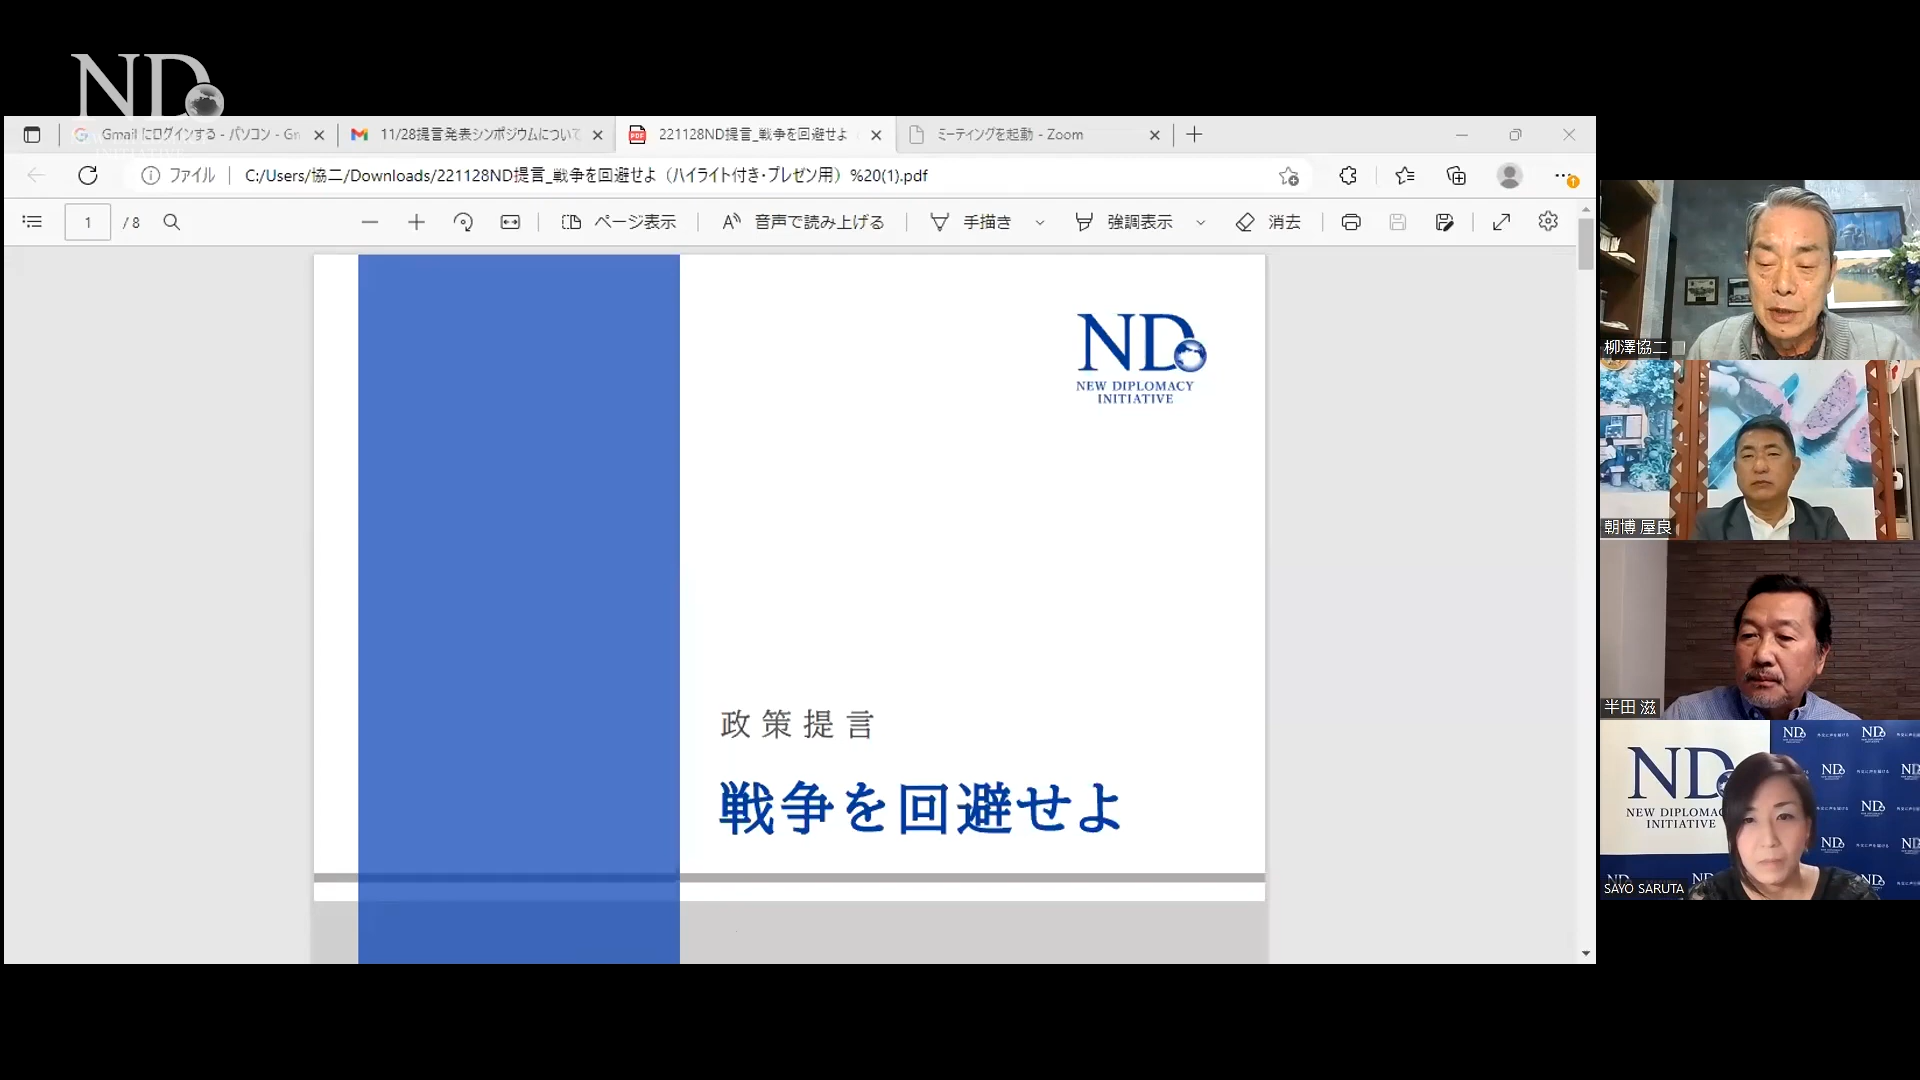 ND
Gmail にログインする - パソコン - Gm
11/28提言発表シンポジウムについて
221128ND提言_戦争を回避せよ
ミーティングを起動 - Zoom
ファイル
C:/Users/協二/Downloads/221128ND提言_戦争を回避せよ（ハイライト付き・プレゼン用）%20(1).pdf
1 / 8
ページ表示
音声で読み上げる
手描き
強調表示
消去
ND
NEW DIPLOMACY
INITIATIVE
政策提言
戦争を回避せよ
柳澤協二
朝博 屋良
半田 滋
ND
NEW DIPLOMAC
INITIATIVE
SAYO SARUTA